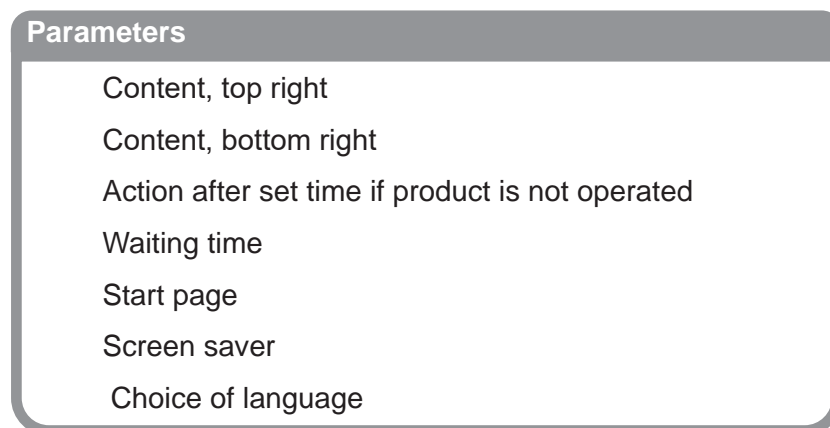 Parameters
Content, top right
Content, bottom right
Action after set time if product is not operated
Waiting time
Start page
Screen saver
Choice of language